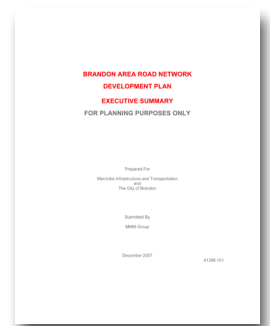 BRANDON AREA ROAD NETWORK
DEVELOPMENT PLAN
EXECUTIVE SUMMARY
FOR PLANNING PURPOSES ONLY
Prepared For
Manitoba Infrastructure and Transportation
and
The City of Brandon
Submitted By
MMM Group
December 2007